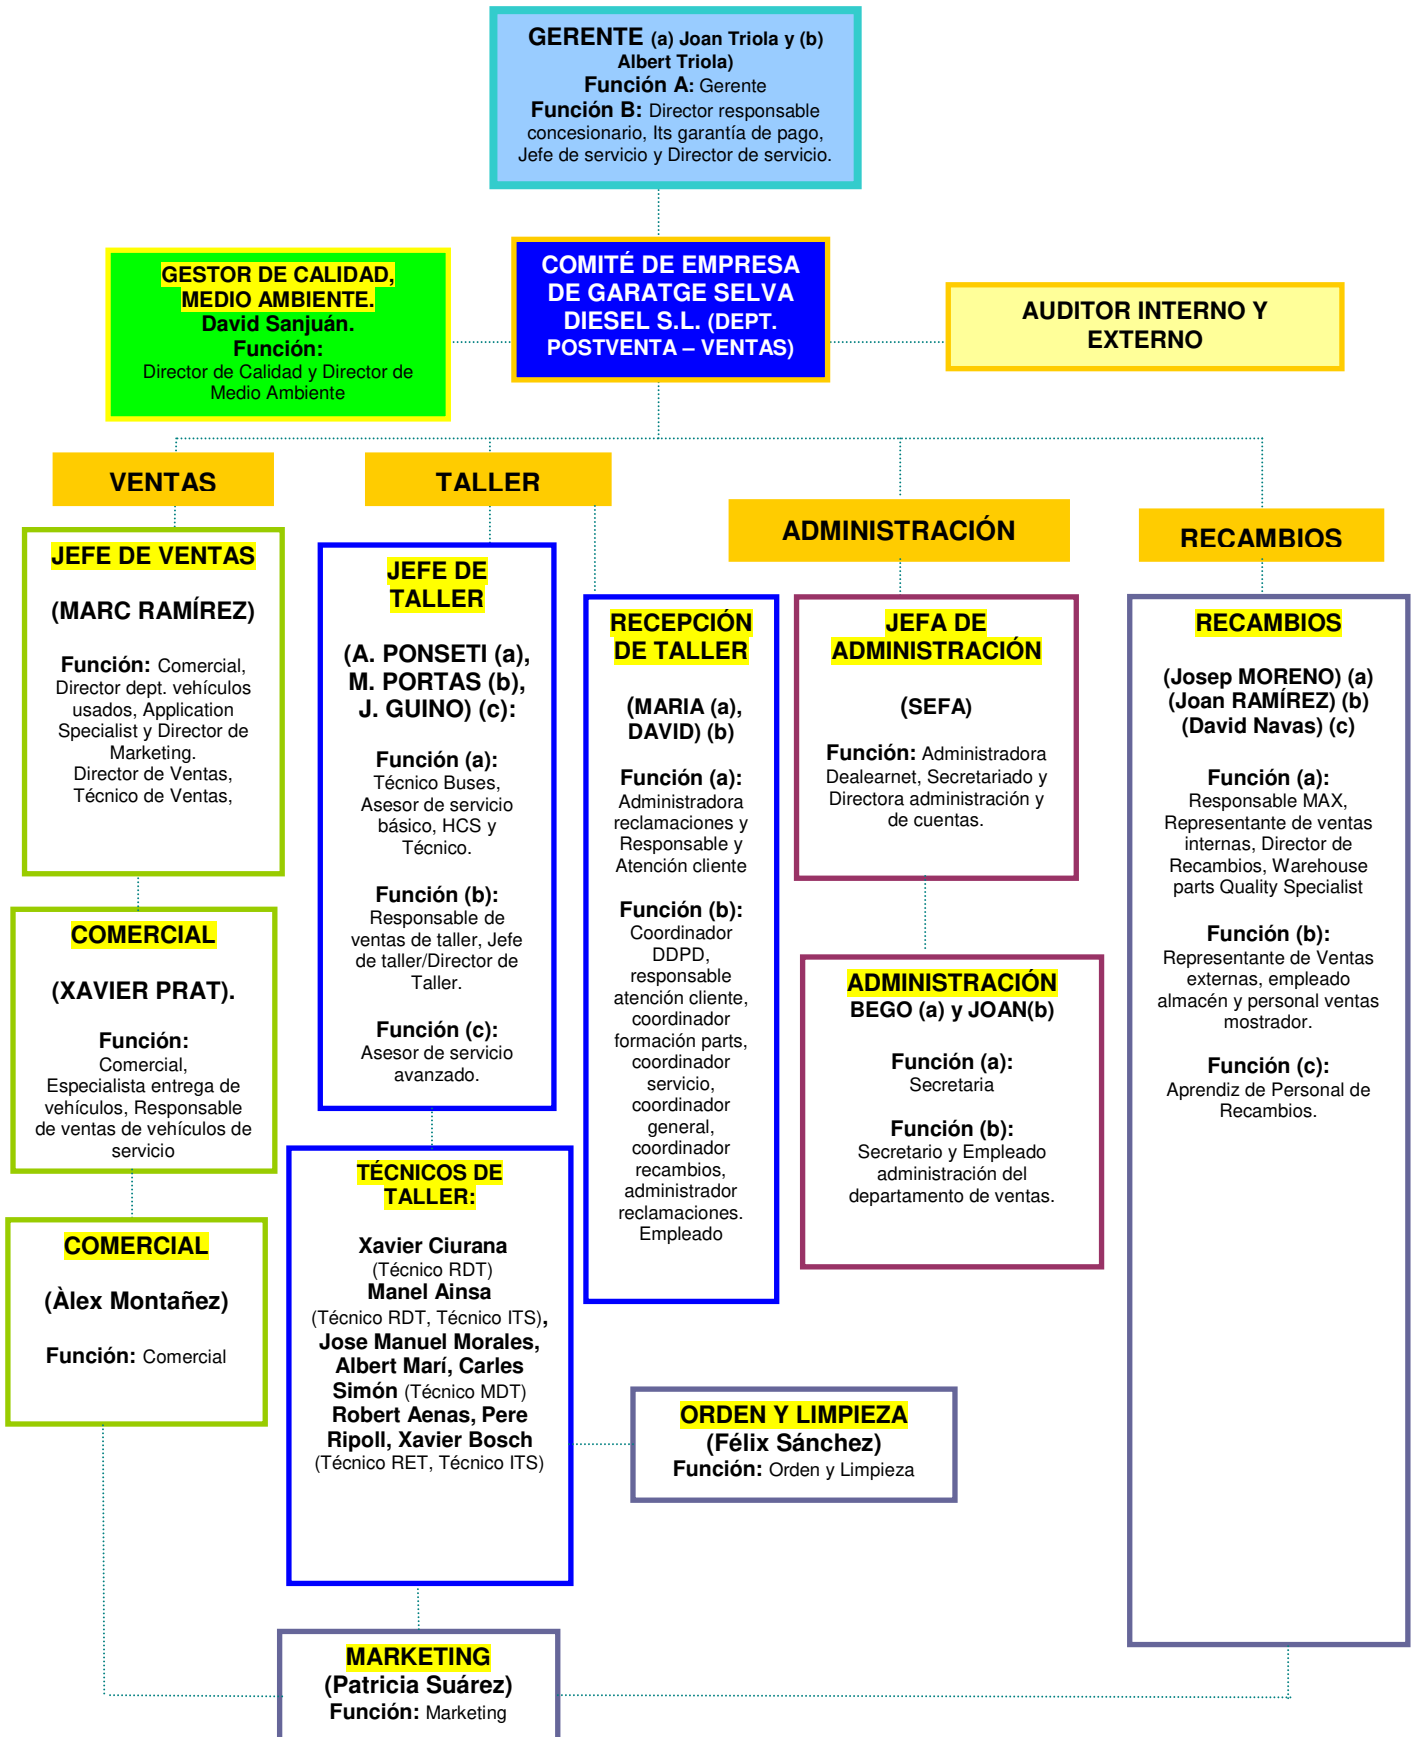 GERENTE (a) Joan Triola y (b)
Albert Triola)
Función A: Gerente
Función B: Director responsable
concesionario, Its garantía de pago,
Jefe de servicio y Director de servicio.
GESTOR DE CALIDAD,
MEDIO AMBIENTE.
David Sanjuán.
Función:
Director de Calidad y Director de
Medio Ambiente
COMITÉ DE EMPRESA
DE GARATGE SELVA
DIESEL S.L. (DEPT.
POSTVENTA – VENTAS)
AUDITOR INTERNO Y
EXTERNO
VENTAS
TALLER
ADMINISTRACIÓN
RECAMBIOS
JEFE DE VENTAS
(MARC RAMÍREZ)
Función: Comercial,
Director dept. vehículos
usados, Application
Specialist y Director de
Marketing.
Director de Ventas,
Técnico de Ventas,
COMERCIAL
(XAVIER PRAT).
Función:
Comercial,
Especialista entrega de
vehículos, Responsable
de ventas de vehículos de
servicio
COMERCIAL
(Àlex Montañez)
Función: Comercial
JEFE DE
TALLER
(A. PONSETI (a),
M. PORTAS (b),
J. GUINO) (c):
Función (a):
Técnico Buses,
Asesor de servicio
básico, HCS y
Técnico.
Función (b):
Responsable de
ventas de taller, Jefe
de taller/Director de
Taller.
Función (c):
Asesor de servicio
avanzado.
TÉCNICOS DE
TALLER:
Xavier Ciurana
(Técnico RDT)
Manel Ainsa
(Técnico RDT, Técnico ITS),
Jose Manuel Morales,
Albert Marí, Carles
Simón (Técnico MDT)
Robert Aenas, Pere
Ripoll, Xavier Bosch
(Técnico RET, Técnico ITS)
RECEPCIÓN
DE TALLER
(MARIA (a),
DAVID) (b)
Función (a):
Administradora
reclamaciones y
Responsable y
Atención cliente
Función (b):
Coordinador
DDPD,
responsable
atención cliente,
coordinador
formación parts,
coordinador
servicio,
coordinador
general,
coordinador
recambios,
administrador
reclamaciones.
Empleado
ORDEN Y LIMPIEZA
(Félix Sánchez)
Función: Orden y Limpieza
JEFA DE
ADMINISTRACIÓN
(SEFA)
Función: Administradora
Dealearnet, Secretariado y
Directora administración y
de cuentas.
ADMINISTRACIÓN
BEGO (a) y JOAN(b)
Función (a):
Secretaria
Función (b):
Secretario y Empleado
administración del
departamento de ventas.
RECAMBIOS
(Josep MORENO) (a)
(Joan RAMÍREZ) (b)
(David Navas) (c)
Función (a):
Responsable MAX,
Representante de ventas
internas, Director de
Recambios, Warehouse
parts Quality Specialist
Función (b):
Representante de Ventas
externas, empleado
almacén y personal ventas
mostrador.
Función (c):
Aprendiz de Personal de
Recambios.
MARKETING
(Patricia Suárez)
Función: Marketing